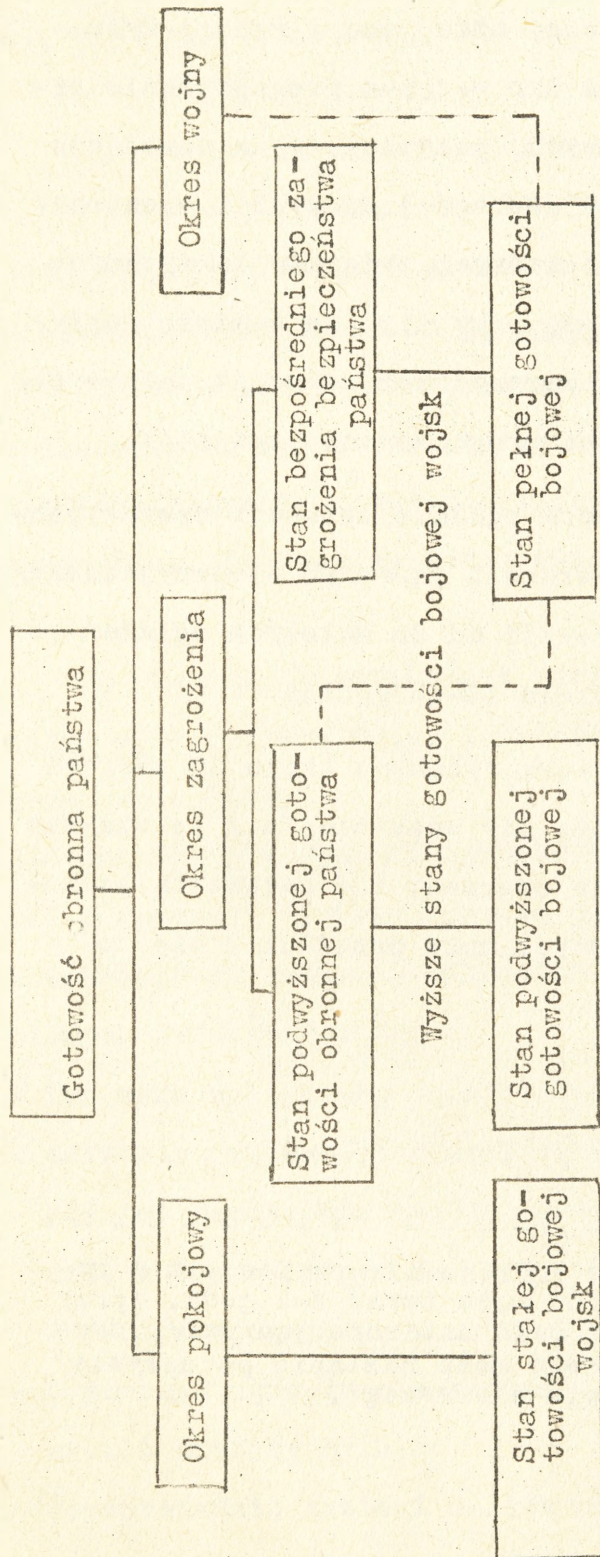 Gotowość obronna państwa
Okres pokojowy
Okres zagrożenia
Okres wojny
Stan podwyższonej goto-
wości obronnej państwa
Stan bezpośredniego za-
grożenia bezpieczeństwa
państwa
Wyższe stany gotowości bojowej wojsk
Stan stałej go-
towości bojowej
wojsk
Stan podwyższonej
gotowości bojowej
Stan pełnej gotowości
bojowej